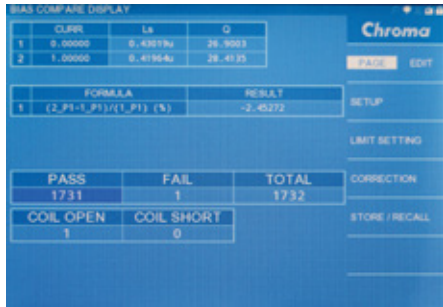 BIAS COMPARE DISPLAY
Chroma
CURR. Ls Q
1 0.00000 0.43019u 26.9003
2 1.00000 0.41964u 28.4135
PAGE EDIT
FORMULA RESULT
1 (2_P1-1_P1)/(1_P1) (%) -2.45272
SETUP
LIMIT SETTING
PASS FAIL TOTAL
1731 1 1732
CORRECTION
COIL OPEN COIL SHORT
1 0
STORE / RECALL